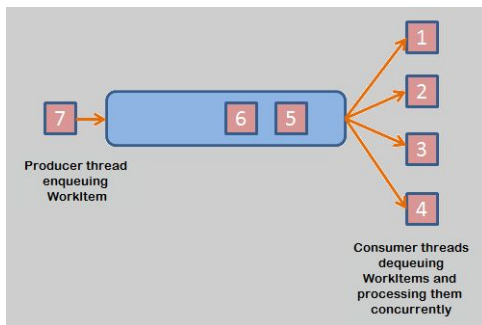 1
2
7
6 5
3
4
Producer thread
enqueuing
WorkItem
Consumer threads
dequeuing
WorkItems and
processing them
concurrently